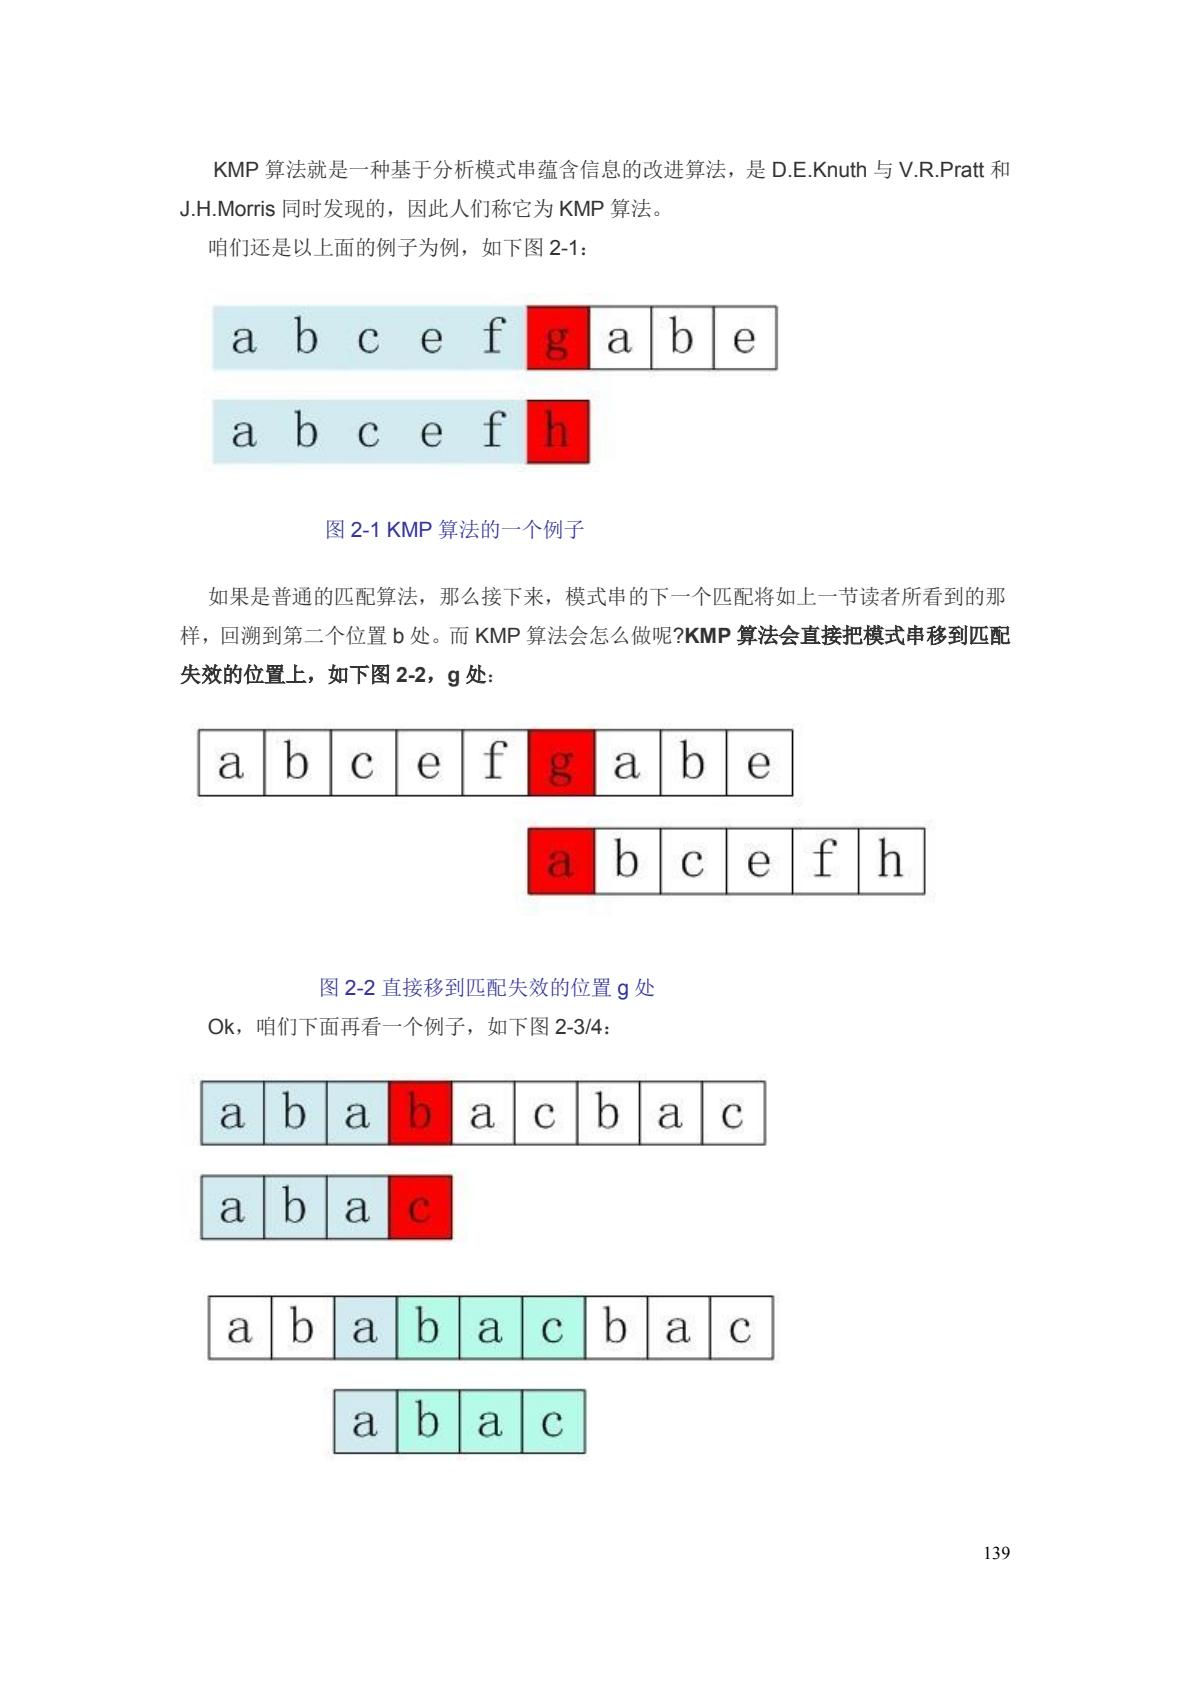 KMP 算法就是一种基于分析模式串蕴含信息的改进算法，是 D.E.Knuth 与 V.R.Pratt 和
J.H.Morris 同时发现的，因此人们称它为 KMP 算法。
咱们还是以上面的例子为例，如下图 2-1：
a b c e f g a b e
a b c e f h
图 2-1 KMP 算法的一个例子
如果是普通的匹配算法，那么接下来，模式串的下一个匹配将如上一节读者所看到的那
样，回溯到第二个位置 b 处。而 KMP 算法会怎么做呢?KMP 算法会直接把模式串移到匹配
失效的位置上，如下图 2-2，g 处：
a b c e f g a b e
a b c e f h
图 2-2 直接移到匹配失效的位置 g 处
Ok，咱们下面再看一个例子，如下图 2-3/4：
a b a b a c b a c
a b a c
a b a b a c b a c
a b a c
139